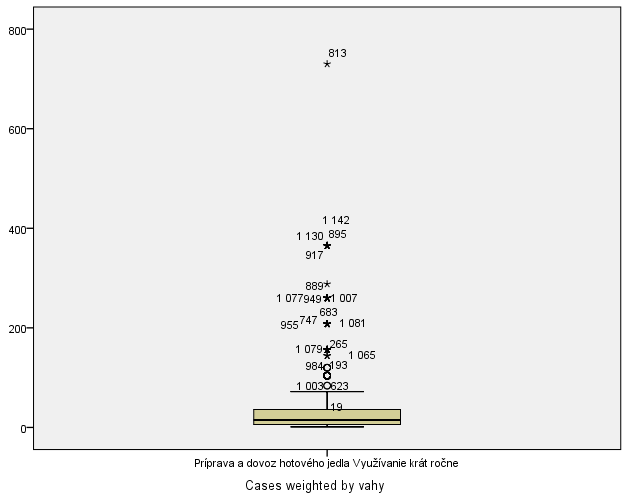 800
813
600
1 142
400
1 130 895
917
889
1 077 949 1 007
683
200
955 747 1 081
1 079 265
1 065
984 193
1 003 623
19
0
Príprava a dovoz hotového jedla Využívanie krát ročne
Cases weighted by vahy